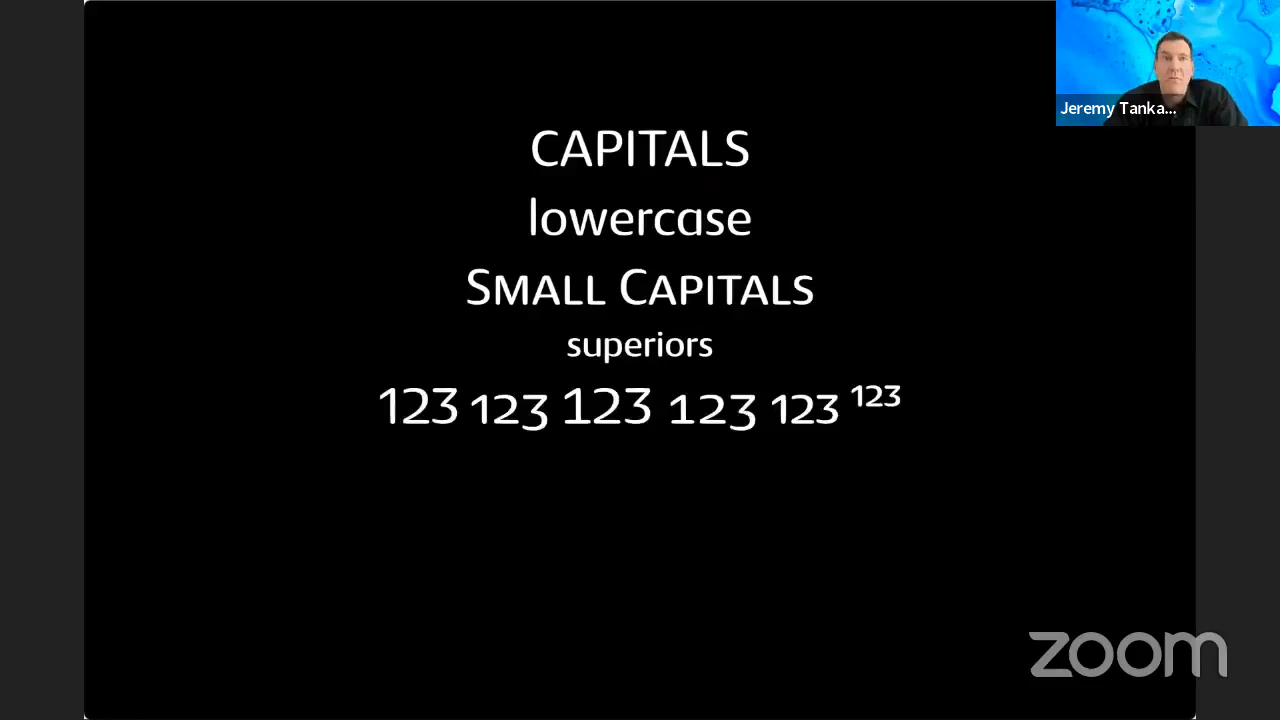 Jeremy Tanka...
CAPITALS
lowercase
Small Capitals
superiors
123 123 123 123 123 123
zoom